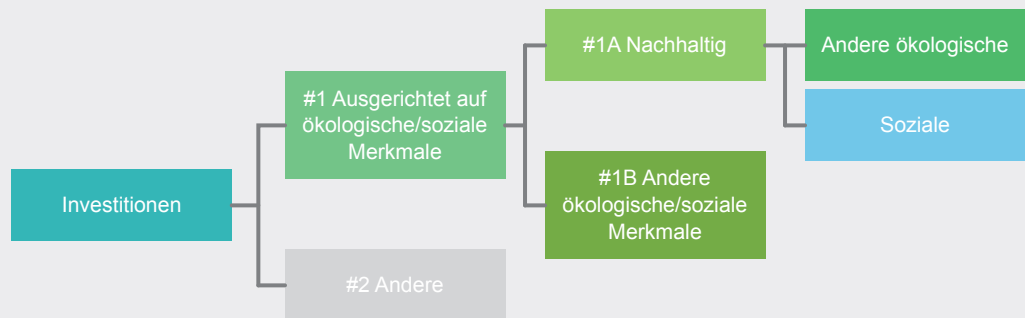 Investitionen
#1 Ausgerichtet auf
ökologische/soziale
Merkmale
#2 Andere
#1A Nachhaltig
#1B Andere
ökologische/soziale
Merkmale
Andere ökologische
Soziale